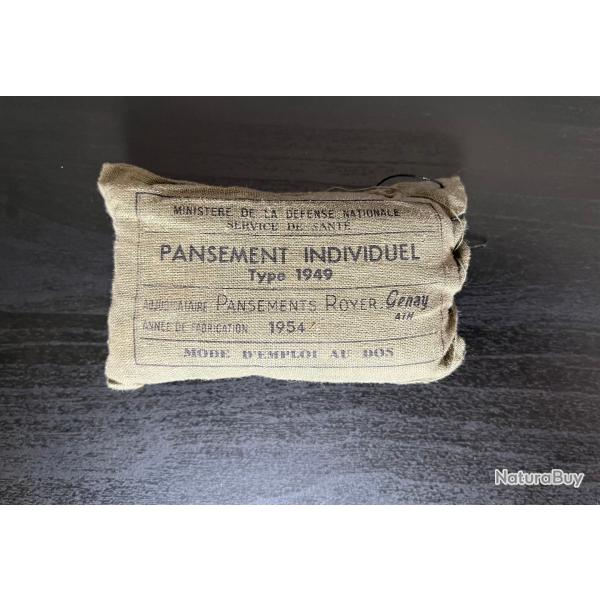 MINISTERE DE LA DEFENSE NATIONALE
SERVICE DE SANTÉ
PANSEMENT INDIVIDUEL
Type 1949
ADJUDICATAIRE PANSEMENTS ROYER. Genay
AIN
ANNÉE DE FABRICATION 1954
MODE D'EMPLOI AU DOS
NaturaBuy